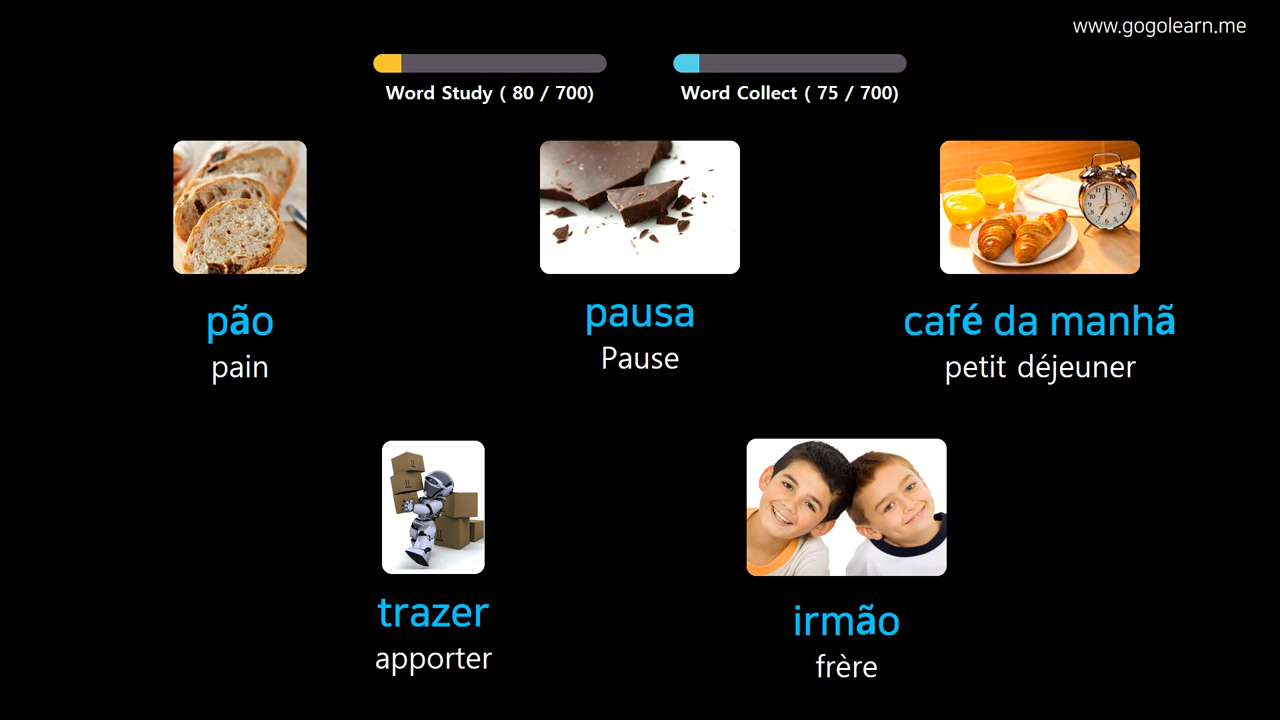 www.gogolearn.me
Word Study ( 80 / 700)
Word Collect ( 75 / 700)
pão
pain
pausa
Pause
café da manhã
petit déjeuner
trazer
apporter
irmão
frère